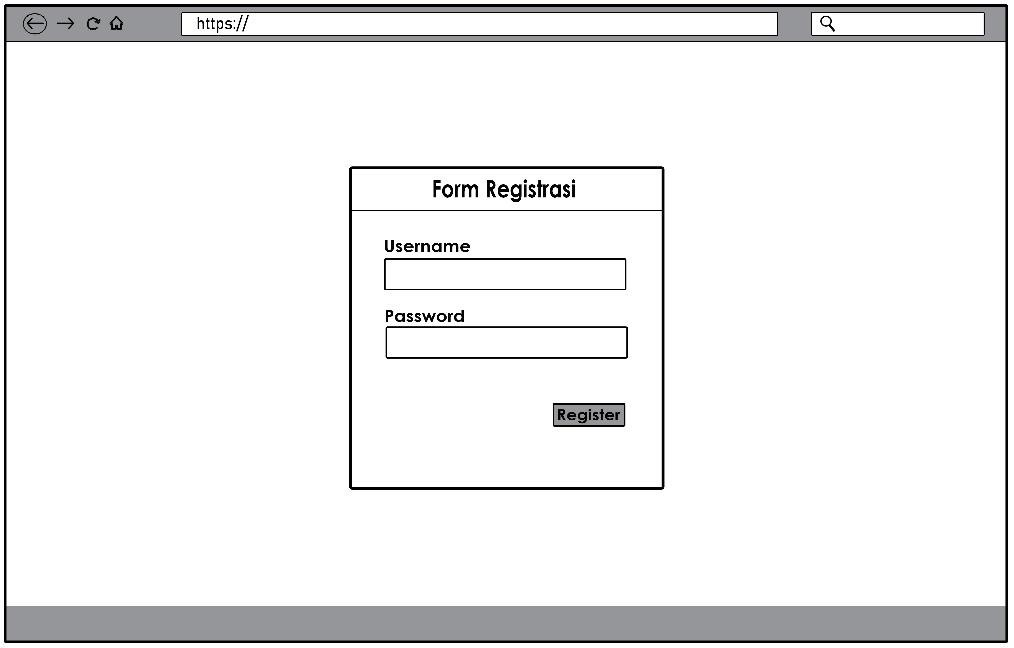 https://
Form Registrasi
Username
Password
Register